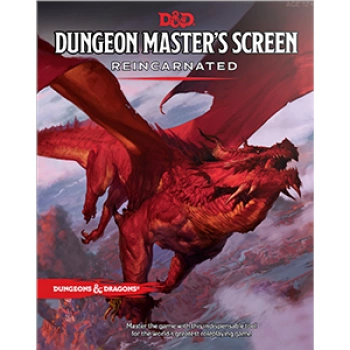 D&D
DUNGEON MASTER'S SCREEN
REINCARNATED
DUNGEONS & DRAGONS®
Master the game with this indispensable tool
for the world's greatest roleplaying game